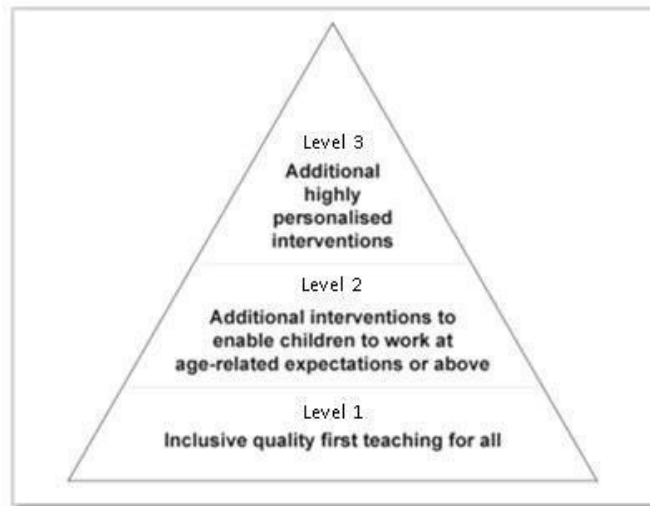 Level 3
Additional
highly
personalised
interventions
Level 2
Additional interventions to
enable children to work at
age-related expectations or above
Level 1
Inclusive quality first teaching for all